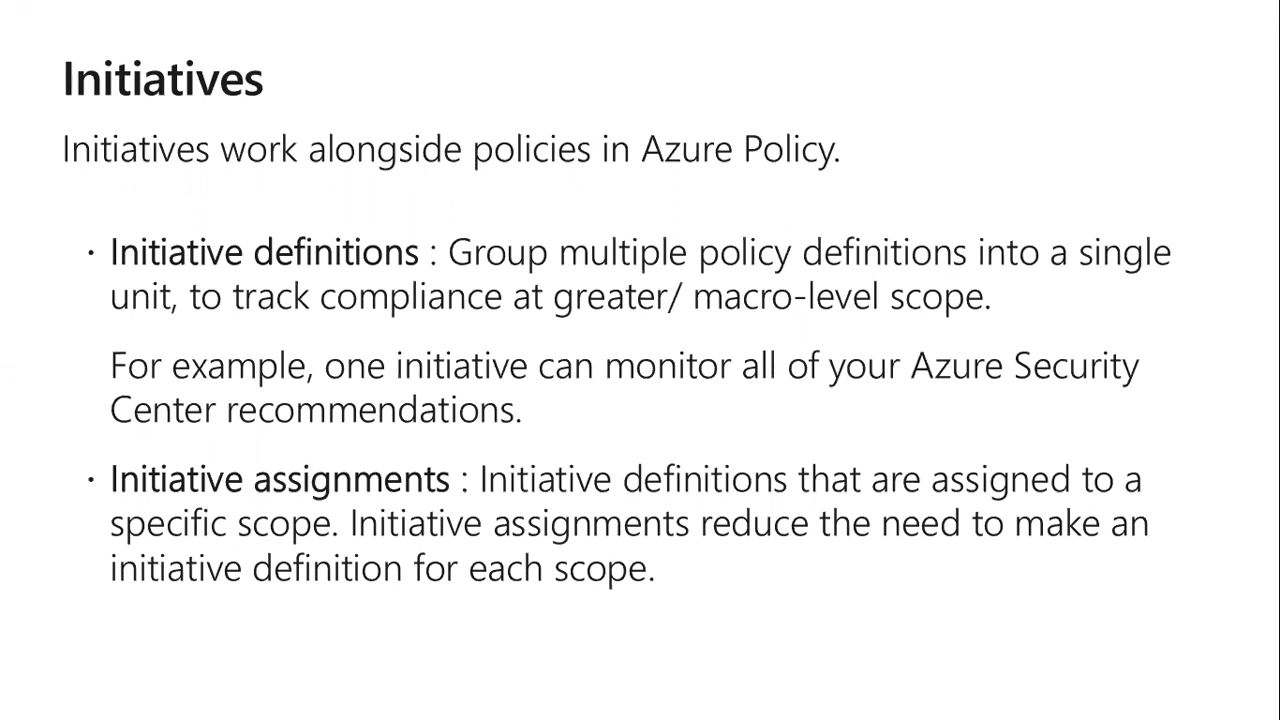 Initiatives
Initiatives work alongside policies in Azure Policy.
· Initiative definitions : Group multiple policy definitions into a single
unit, to track compliance at greater/ macro-level scope.
For example, one initiative can monitor all of your Azure Security
Center recommendations.
· Initiative assignments : Initiative definitions that are assigned to a
specific scope. Initiative assignments reduce the need to make an
initiative definition for each scope.